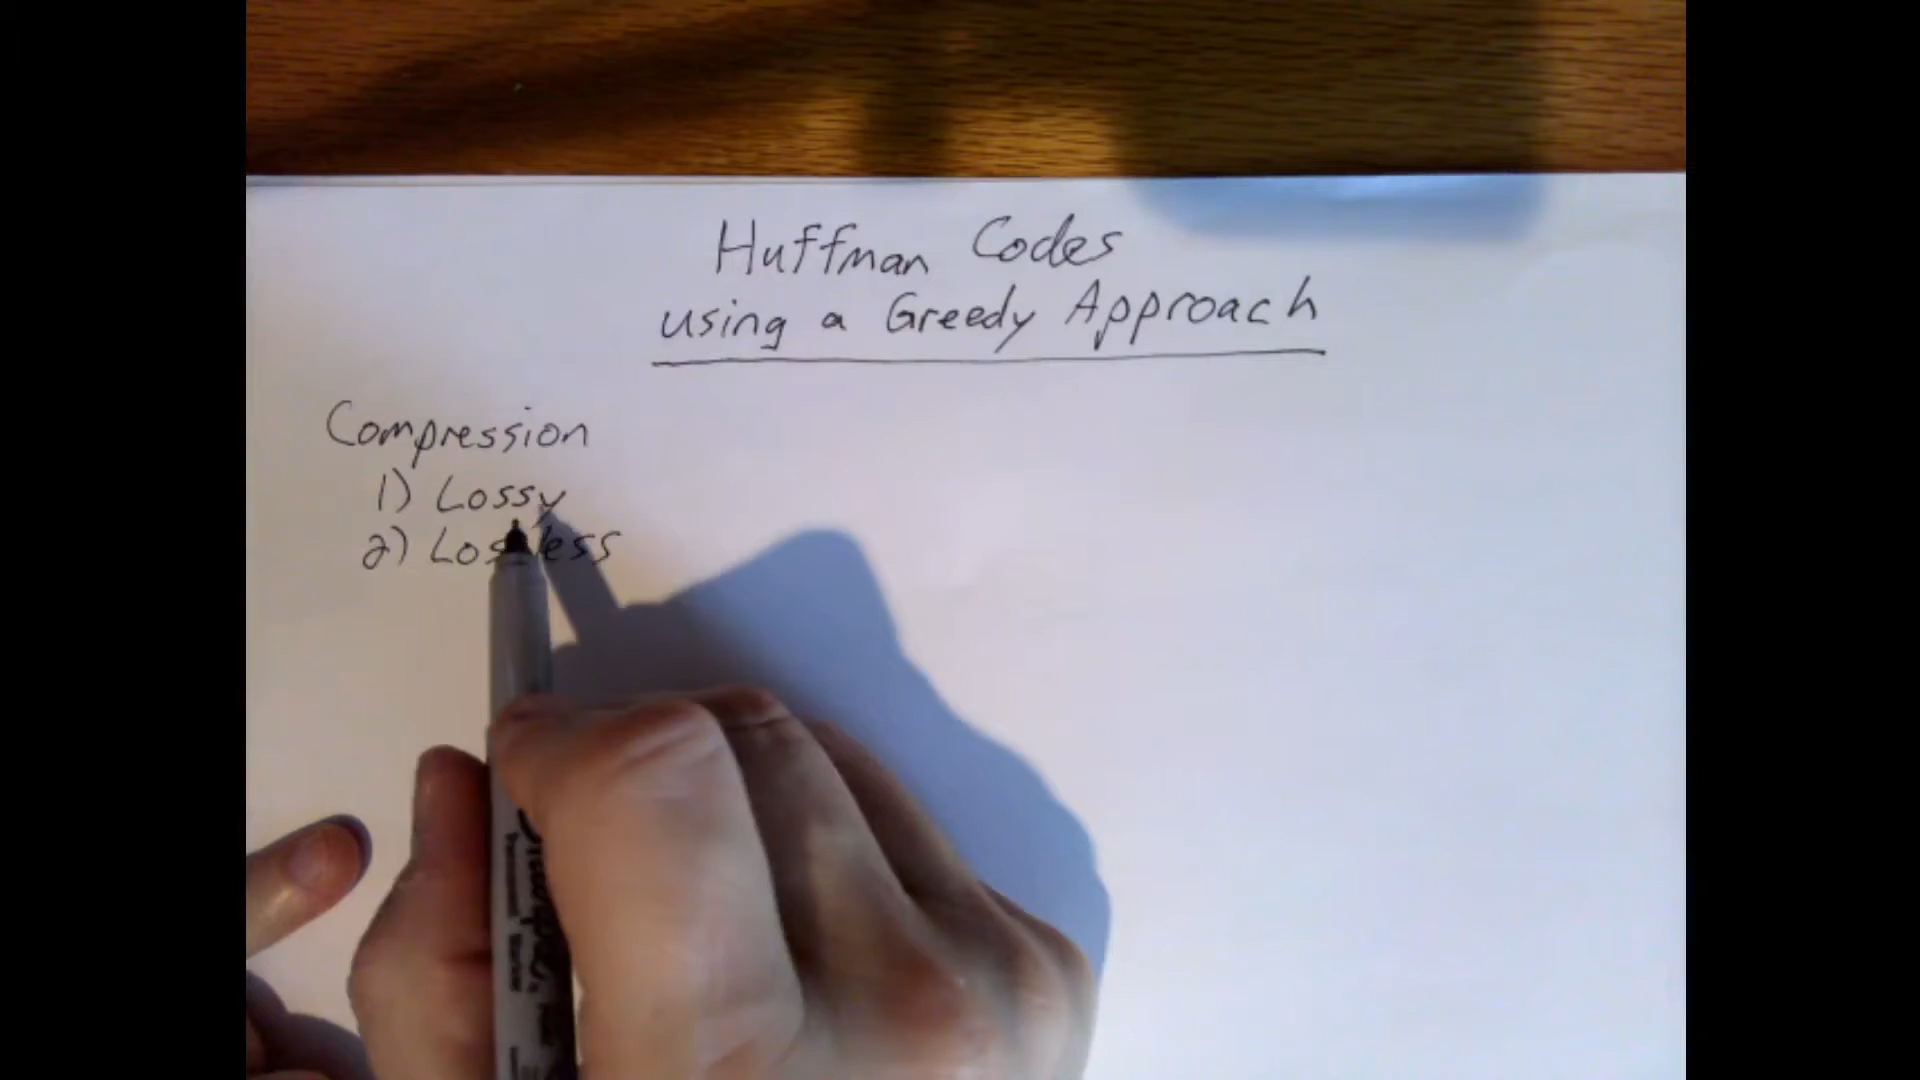 Huffman Codes
using a Greedy Approach
Compression
1) Lossy
2) Lossless